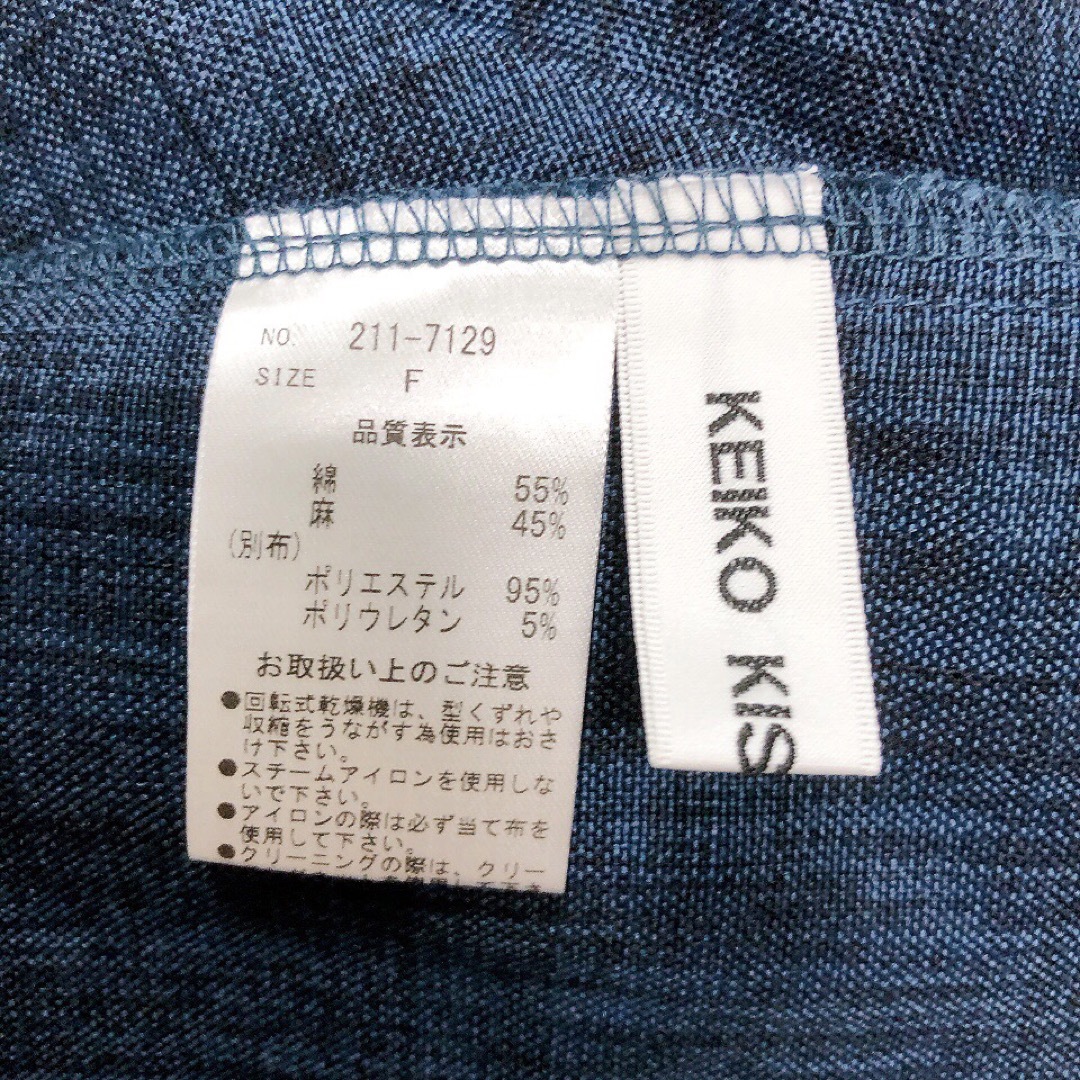 NO. 211-7129
SIZE F
品質表示
綿 55%
麻 45%
(別布)
ポリエステル 95%
ポリウレタン 5%
お取扱い上のご注意
●回転式乾燥機は、型くずれや
収縮をうながす為使用はおさ
け下さい。
●スチームアイロンを使用しな
いで下さい。
●アイロンの際は必ず当て布を
使用して下さい。
●クリーニングの際は、クリー
KEIKO KIS